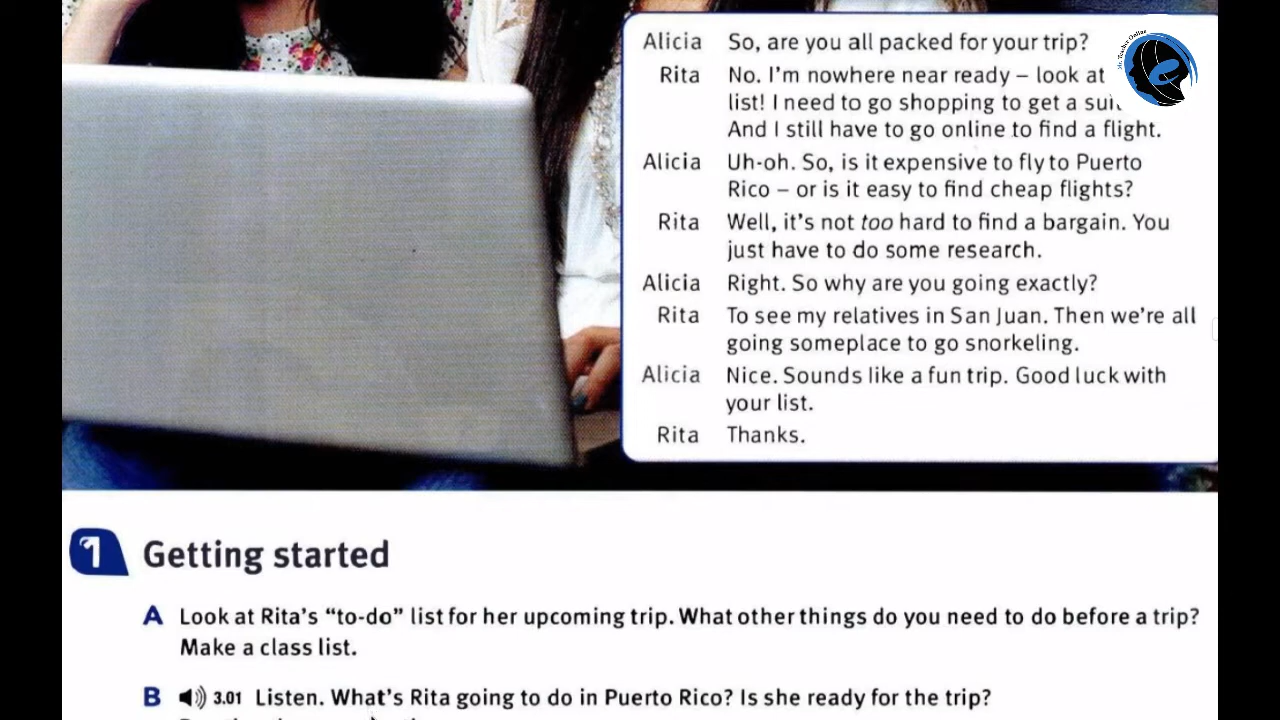 Alicia So, are you all packed for your trip?
Rita No. I'm nowhere near ready – look at
list! I need to go shopping to get a
And I still have to go online to find a flight.
Alicia Uh-oh. So, is it expensive to fly to Puerto
Rico – or is it easy to find cheap flights?
Rita Well, it's not too hard to find a bargain. You
just have to do some research.
Alicia Right. So why are you going exactly?
Rita To see my relatives in San Juan. Then we're all
going someplace to go snorkeling.
Alicia Nice. Sounds like a fun trip. Good luck with
your list.
Rita Thanks.
1 Getting started
A Look at Rita's “to-do” list for her upcoming trip. What other things do you need to do before a trip?
Make a class list.
B 3.01 Listen. What's Rita going to do in Puerto Rico? Is she ready for the trip?